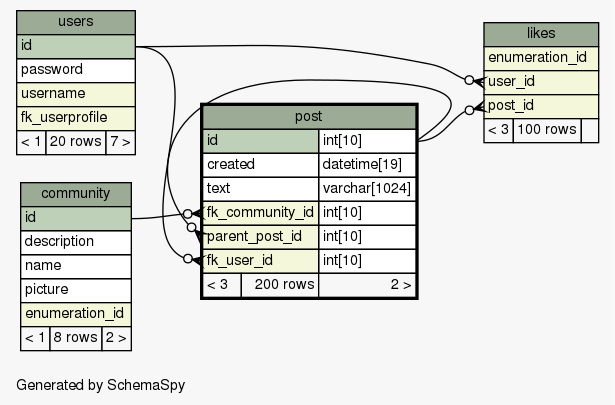 users
id
password
username
fk_userprofile
< 1 20 rows 7 >
community
id
description
name
picture
enumeration_id
< 1 8 rows 2 >
post
id int[10]
created datetime[19]
text varchar[1024]
fk_community_id int[10]
parent_post_id int[10]
fk_user_id int[10]
< 3 200 rows 2 >
likes
enumeration_id
user_id
post_id
< 3 100 rows
Generated by SchemaSpy